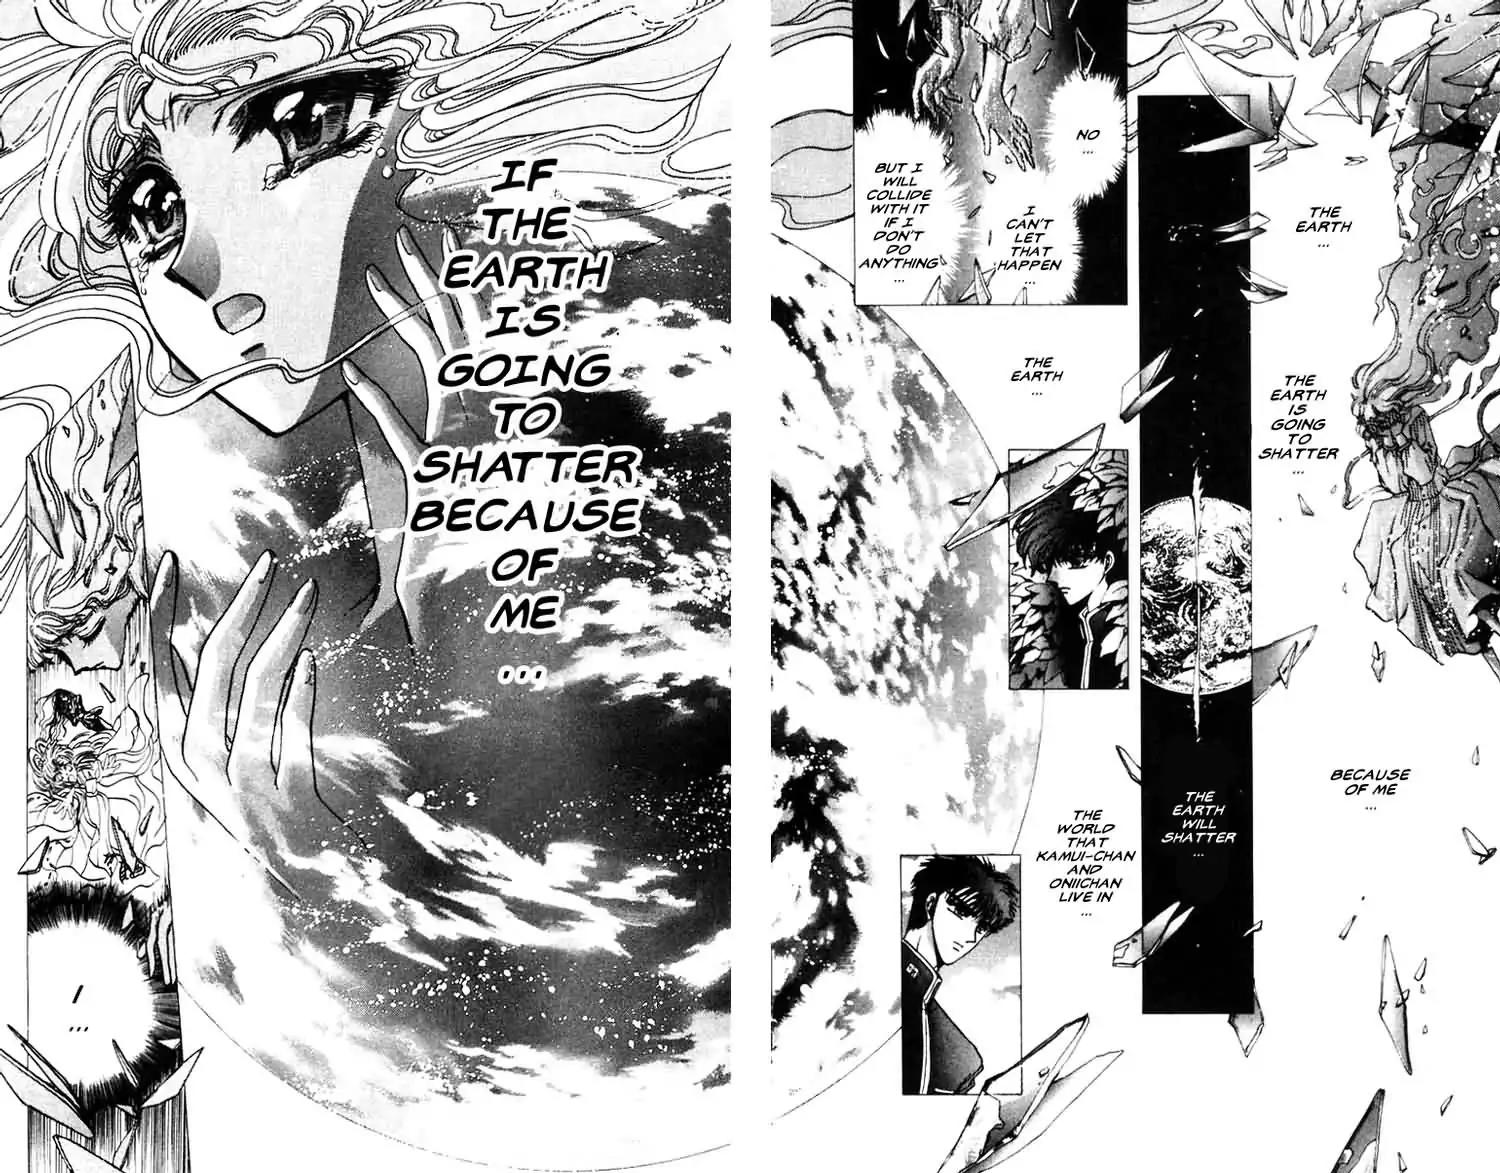 THE
EARTH
...
THE
EARTH
IS
GOING
TO
SHATTER
...
BECAUSE
OF ME
...
THE
EARTH
WILL
SHATTER
...
NO
...
I
CAN'T
LET
THAT
HAPPEN
...
BUT I
WILL
COLLIDE
WITH IT
IF I
DON'T
DO
ANYTHING
...
THE
EARTH
...
THE
WORLD
THAT
KAMUI-CHAN
AND
ONIICHAN
LIVE IN
...
IF
THE
EARTH
IS
GOING
TO
SHATTER
BECAUSE
OF
ME
...
I
...